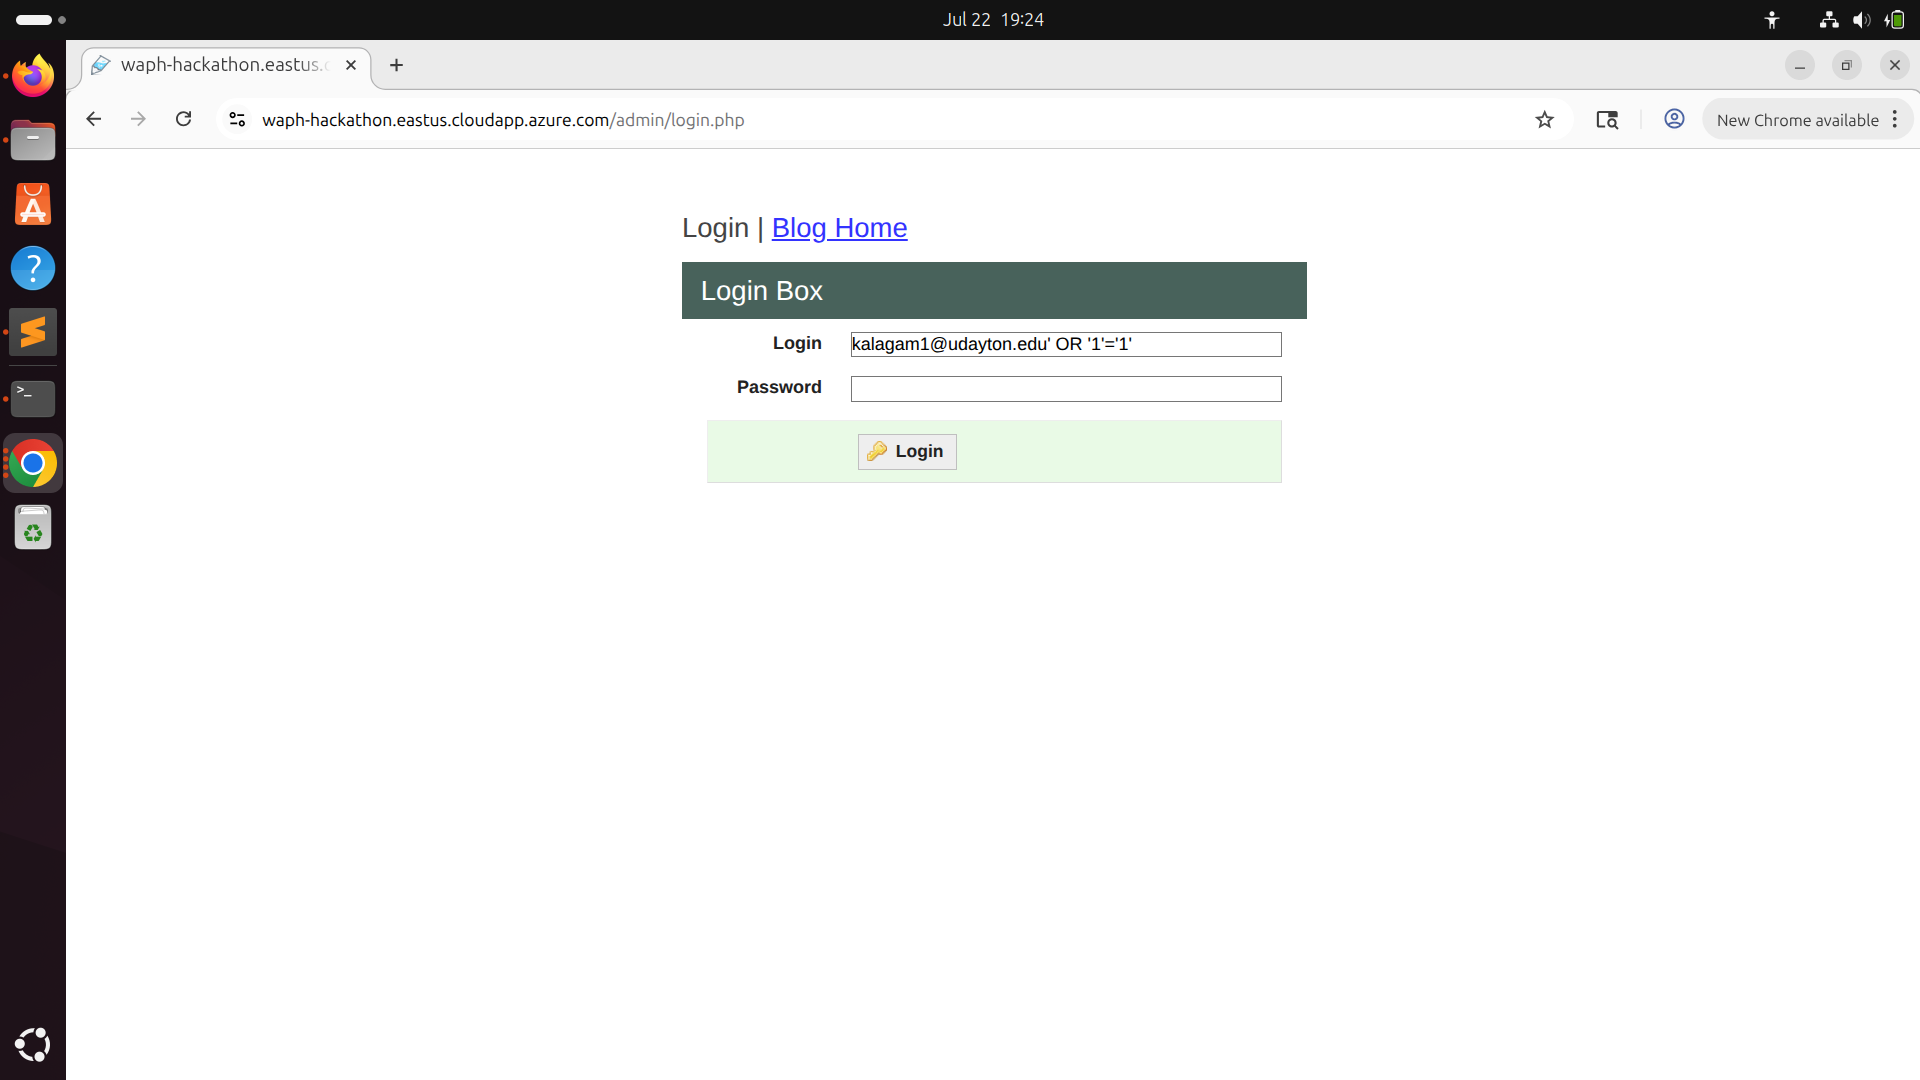 Jul 22 19:24
waph-hackathon.eastus.c
waph-hackathon.eastus.cloudapp.azure.com/admin/login.php
New Chrome available
Login | Blog Home
Login Box
Login kalagam1@udayton.edu' OR '1'='1'
Password
Login